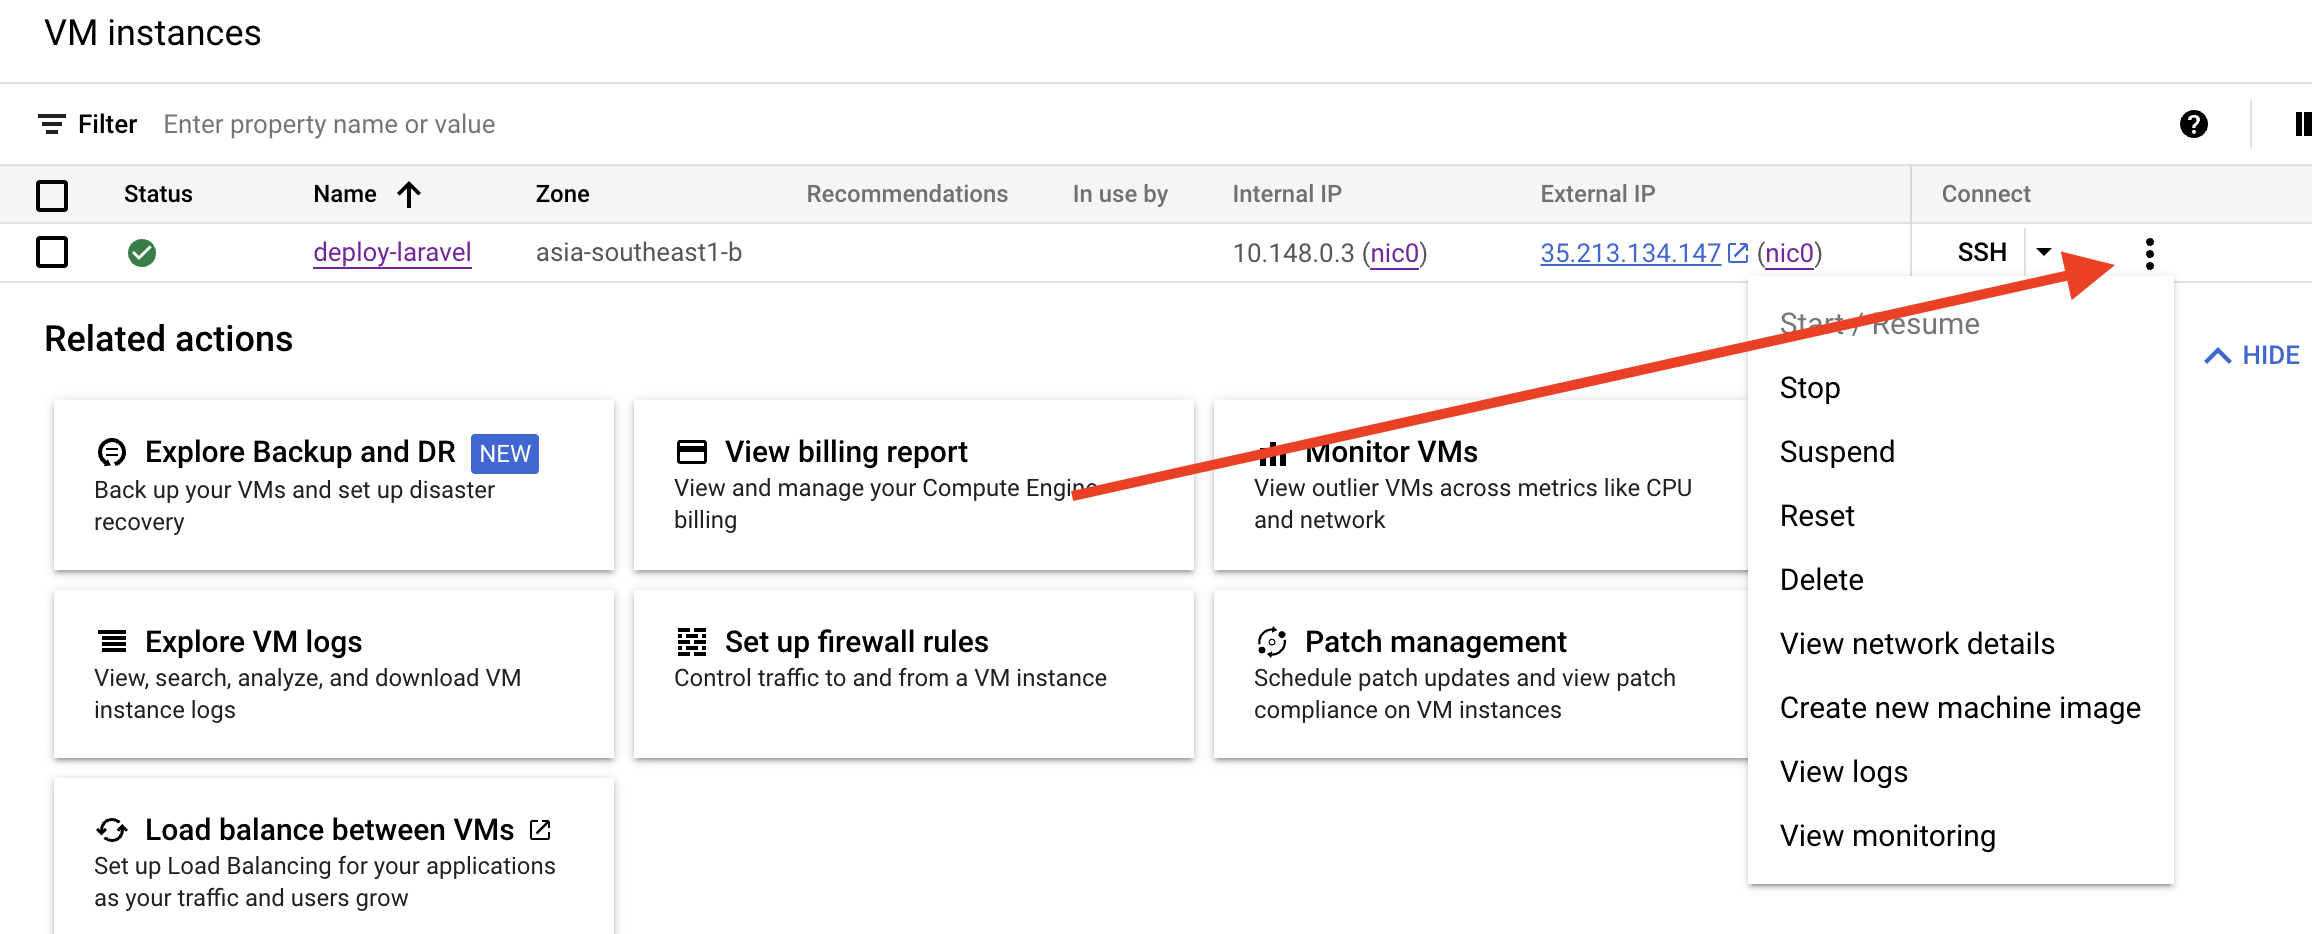 VM instances
Filter Enter property name or value
Status Name Zone Recommendations In use by Internal IP External IP Connect
deploy-laravel asia-southeast1-b 10.148.0.3 (nic0) 35.213.134.147 (nic0) SSH
Related actions
HIDE
Start / Resume
Stop
Suspend
Reset
Delete
View network details
Create new machine image
View logs
View monitoring
Explore Backup and DR NEW
Back up your VMs and set up disaster
recovery
View billing report
View and manage your Compute Engine
billing
Monitor VMs
View outlier VMs across metrics like CPU
and network
Explore VM logs
View, search, analyze, and download VM
instance logs
Set up firewall rules
Control traffic to and from a VM instance
Patch management
Schedule patch updates and view patch
compliance on VM instances
Load balance between VMs
Set up Load Balancing for your applications
as your traffic and users grow